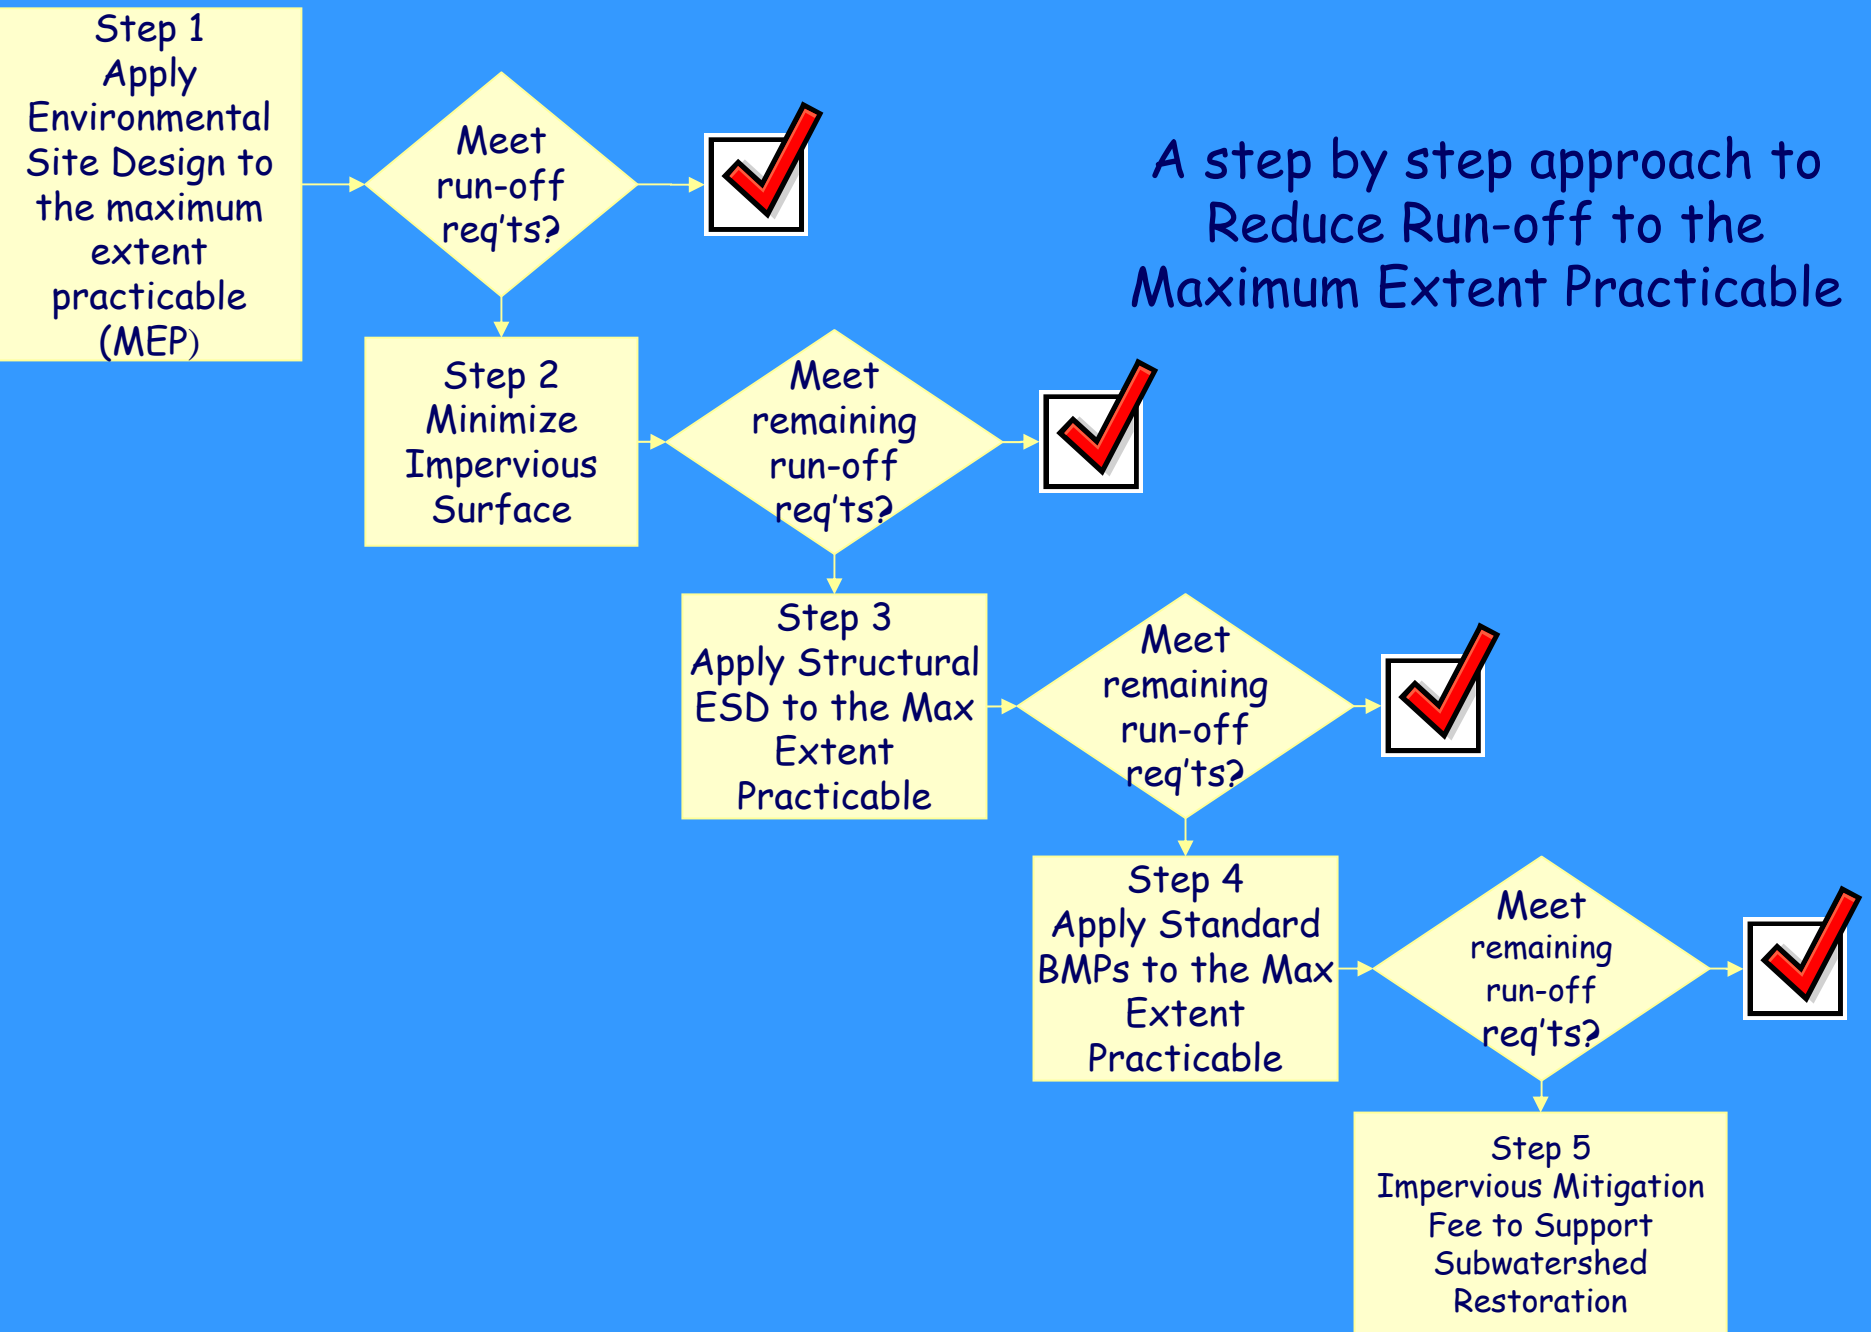 Step 1
Apply
Environmental
Site Design to
the maximum
extent
practicable
(MEP)
Meet
run-off
req'ts?
A step by step approach to
Reduce Run-off to the
Maximum Extent Practicable
Step 2
Minimize
Impervious
Surface
Meet
remaining
run-off
req'ts?
Step 3
Apply Structural
ESD to the Max
Extent
Practicable
Meet
remaining
run-off
req'ts?
Step 4
Apply Standard
BMPs to the Max
Extent
Practicable
Meet
remaining
run-off
req'ts?
Step 5
Impervious Mitigation
Fee to Support
Subwatershed
Restoration